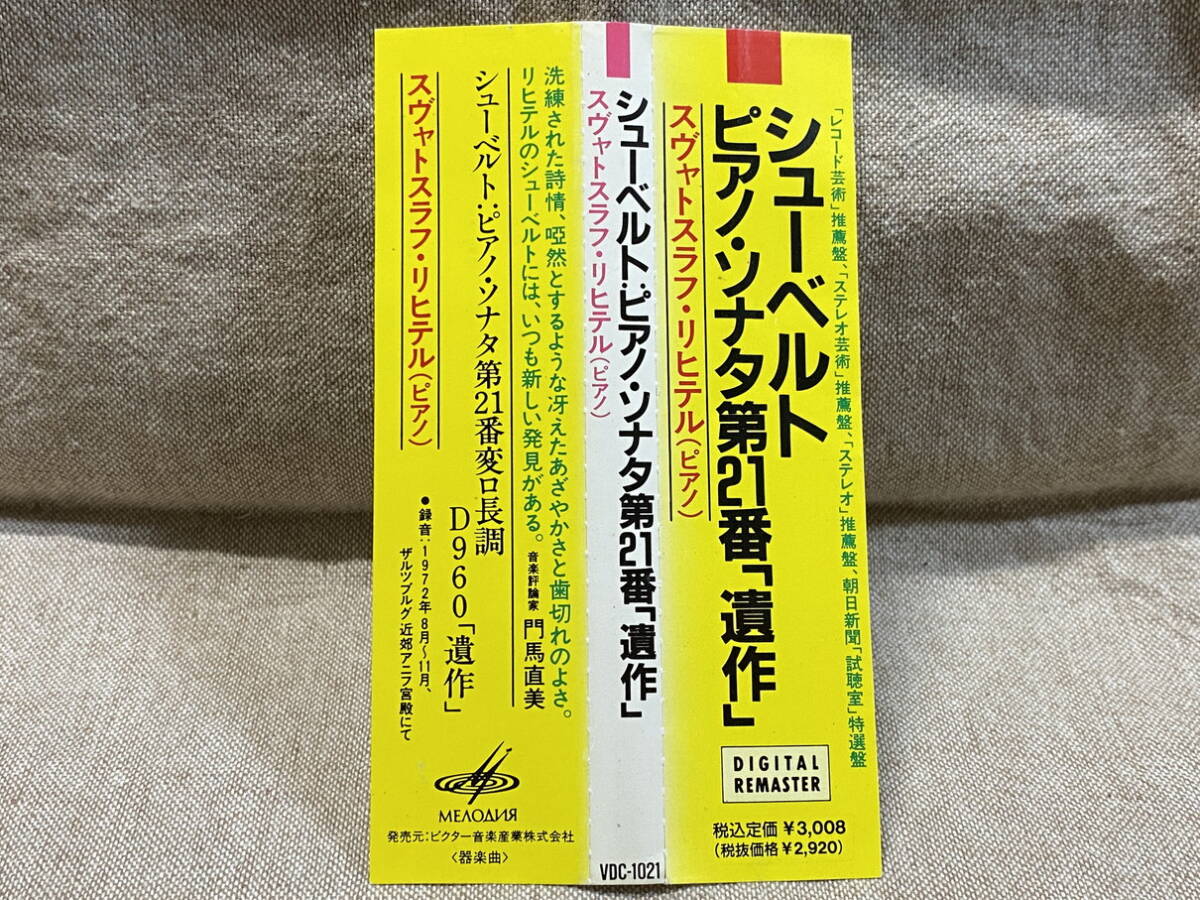 「レコード芸術」推薦盤、「ステレオ芸術」推薦盤、「ステレオ」推薦盤、朝日新聞「試聴室」特選盤
シューベルト
ピアノ・ソナタ第21番「遺作」
スヴャトスラフ・リヒテル(ピアノ)
DIGITAL
REMASTER
税込定価 ¥3,008
(税抜価格¥2,920)
シューベルト:ピアノ・ソナタ第21番「遺作」
スヴャトスラフ・リヒテル(ピアノ)
VDC-1021
洗練された詩情、啞然とするような冴えたあざやかさと歯切れのよさ。
リヒテルのシューベルトには、いつも新しい発見がある。音楽評論家 門馬直美
シューベルト:ピアノ・ソナタ第21番変ロ長調
D960「遺作」
スヴャトスラフ・リヒテル(ピアノ)
●録音:1972年8月〜11月、
ザルツブルグ近郊アニフ宮殿にて
МЕЛОДИЯ
発売元:ビクター音楽産業株式会社
〈器楽曲〉